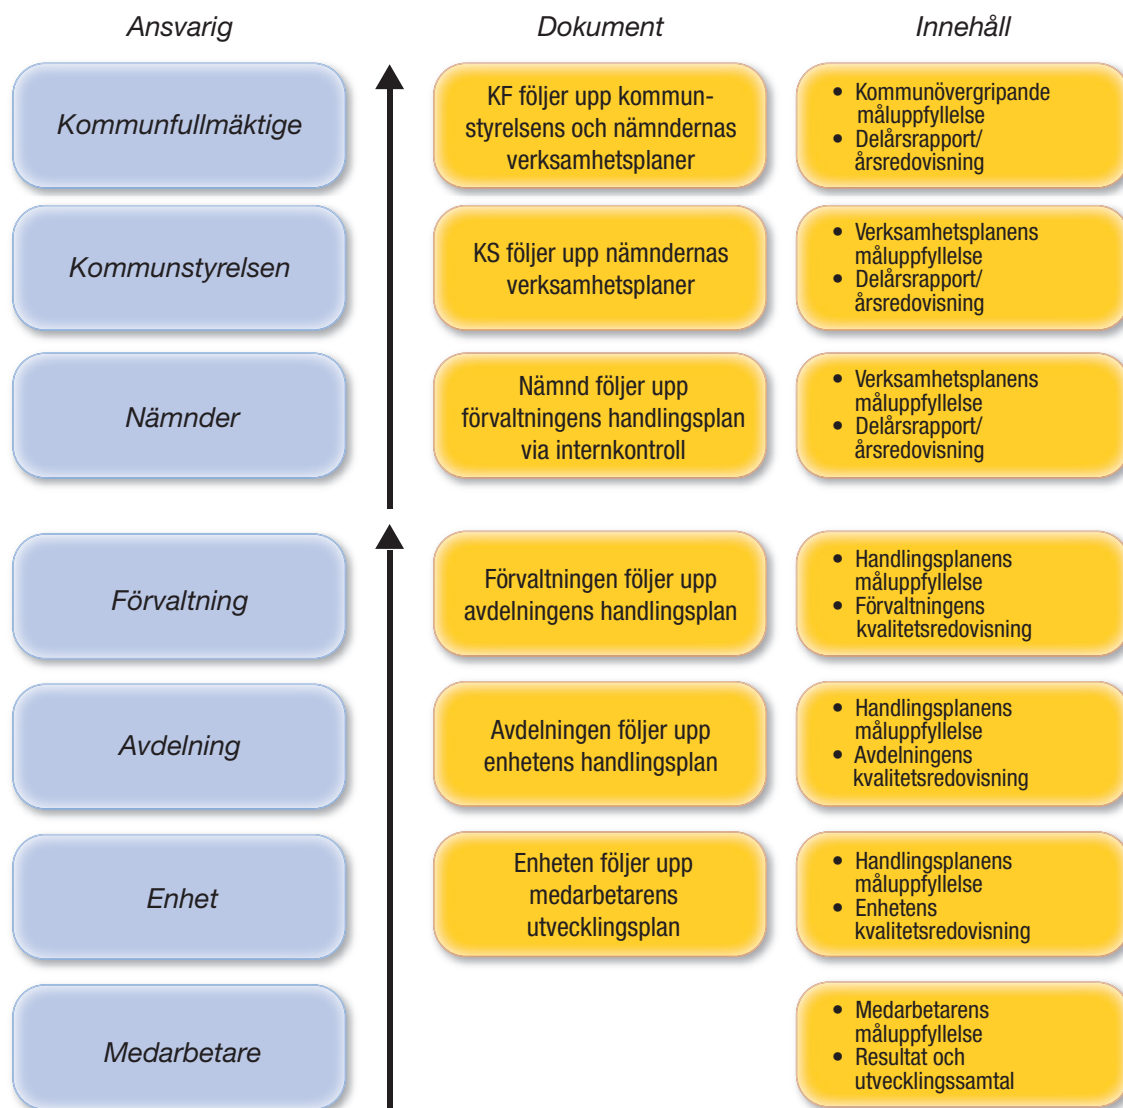 Ansvarig
Dokument
Innehåll
Kommunfullmäktige
KF följer upp kommun-
styrelsens och nämndernas
verksamhetsplaner
• Kommunövergripande
måluppfyllelse
• Delårsrapport/
årsredovisning
Kommunstyrelsen
KS följer upp nämndernas
verksamhetsplaner
• Verksamhetsplanens
måluppfyllelse
• Delårsrapport/
årsredovisning
Nämnder
Nämnd följer upp
förvaltningens handlingsplan
via internkontroll
• Verksamhetsplanens
måluppfyllelse
• Delårsrapport/
årsredovisning
Förvaltning
Förvaltningen följer upp
avdelningens handlingsplan
• Handlingsplanens
måluppfyllelse
• Förvaltningens
kvalitetsredovisning
Avdelning
Avdelningen följer upp
enhetens handlingsplan
• Handlingsplanens
måluppfyllelse
• Avdelningens
kvalitetsredovisning
Enhet
Enheten följer upp
medarbetarens
utvecklingsplan
• Handlingsplanens
måluppfyllelse
• Enhetens
kvalitetsredovisning
Medarbetare
• Medarbetarens
måluppfyllelse
• Resultat och
utvecklingssamtal